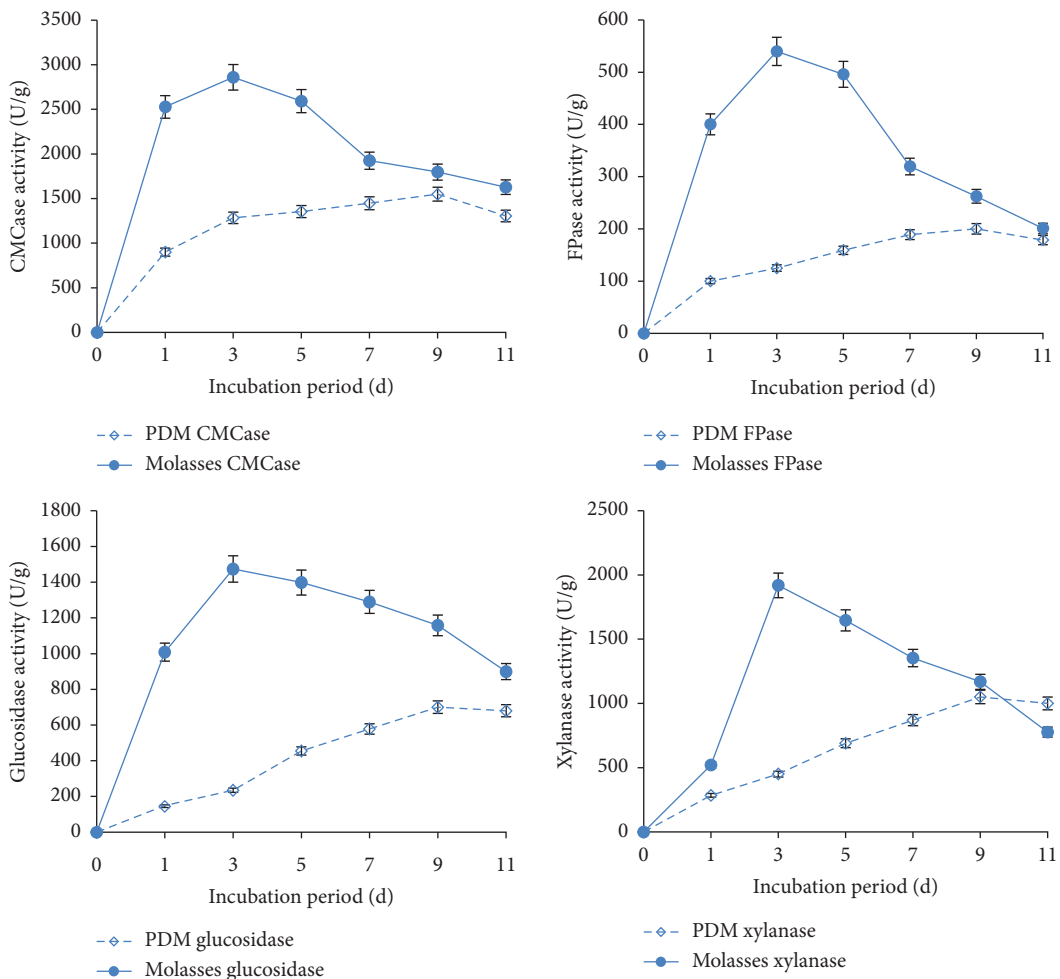 3500
3000
2500
2000
1500
1000
500
0
CMCase activity (U/g)
0 1 3 5 7 9 11
Incubation period (d)
PDM CMCase
Molasses CMCase
600
500
400
300
200
100
0
FPase activity (U/g)
0 1 3 5 7 9 11
Incubation period (d)
PDM FPase
Molasses FPase
1800
1600
1400
1200
1000
800
600
400
200
0
Glucosidase activity (U/g)
0 1 3 5 7 9 11
Incubation period (d)
PDM glucosidase
Molasses glucosidase
2500
2000
1500
1000
500
0
Xylanase activity (U/g)
0 1 3 5 7 9 11
Incubation period (d)
PDM xylanase
Molasses xylanase